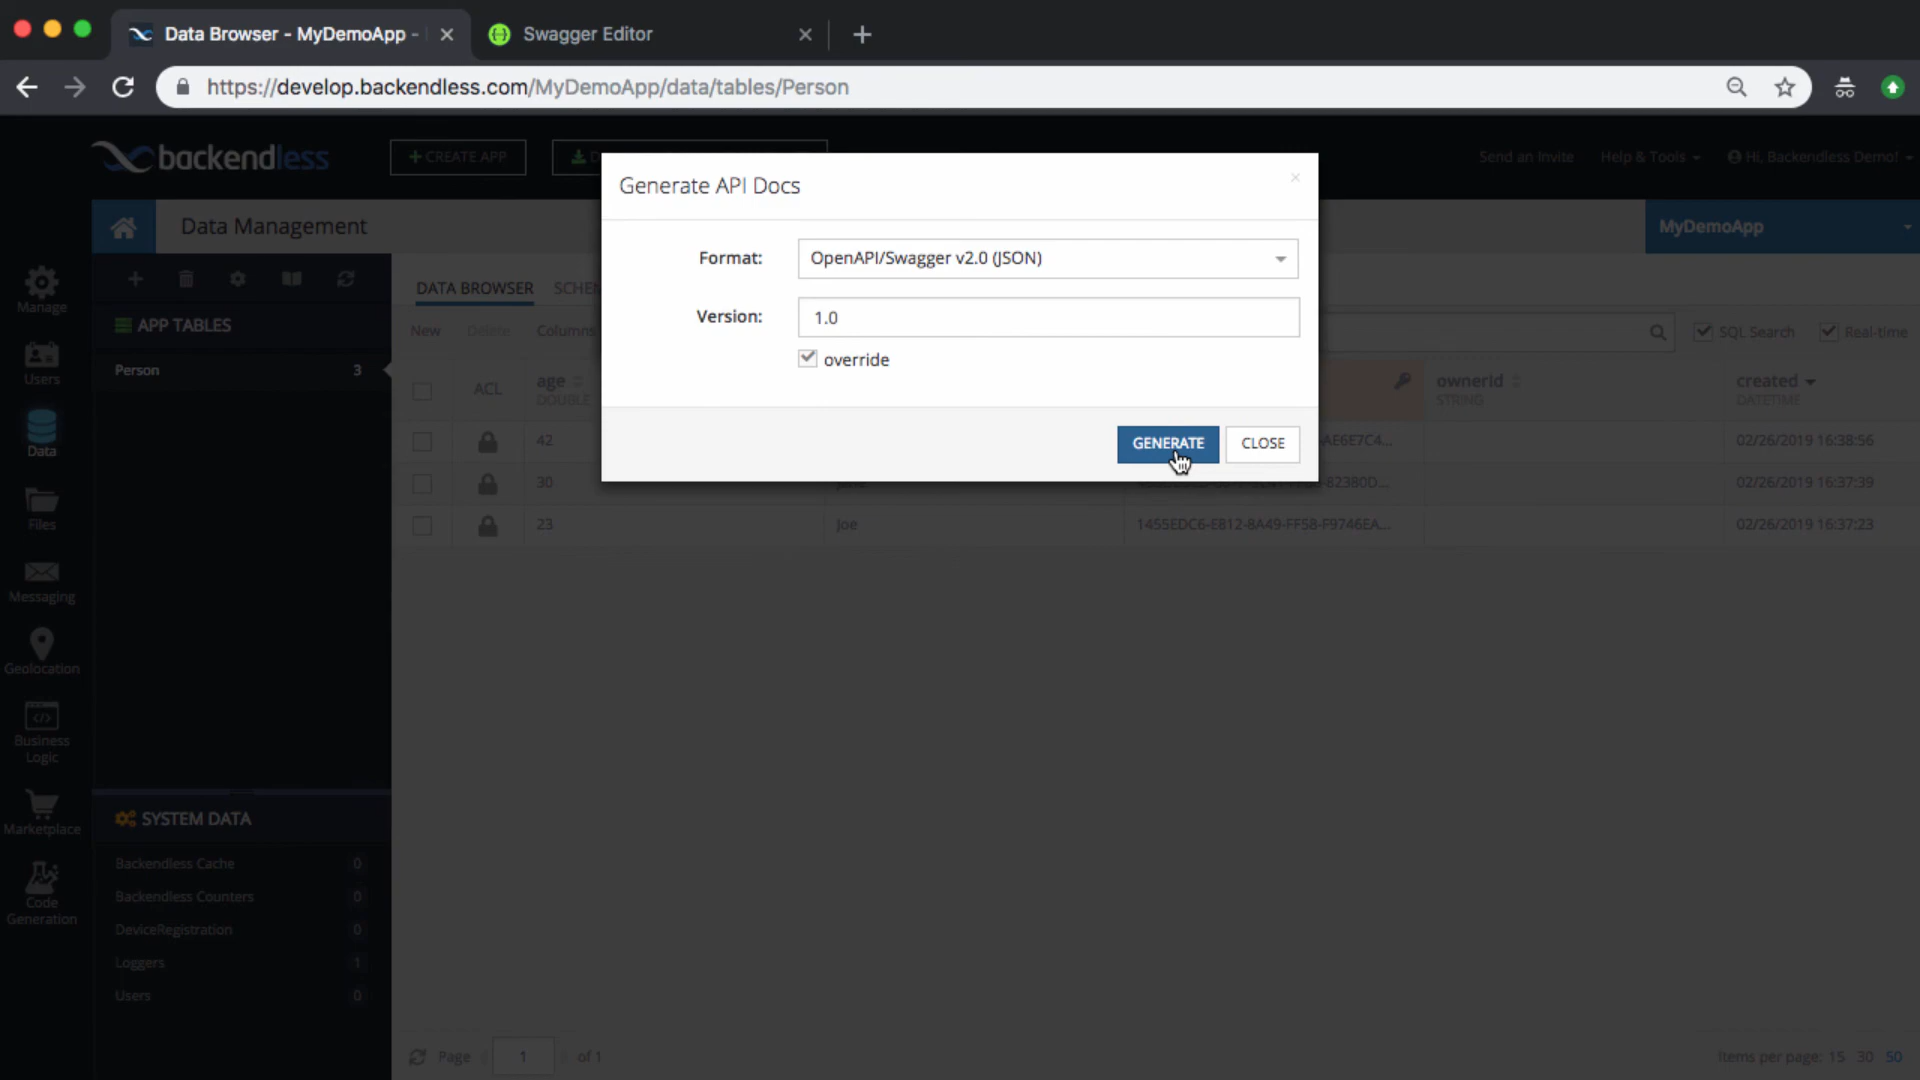 Data Browser - MyDemoApp -
Swagger Editor
https://develop.backendless.com/MyDemoApp/data/tables/Person
backendless
CREATE APP
Send an Invite
Help & Tools
Hi, Backendless Demo!
Generate API Docs
Data Management
MyDemoApp
Format:
OpenAPI/Swagger v2.0 (JSON)
Manage
DATA BROWSER
Version:
1.0
APP TABLES
New
Delete
Columns
SQL Search
Real-time
override
Users
Person
3
ACL
age
DOUBLE
ownerId
STRING
created
DATETIME
GENERATE
CLOSE
Data
42
02/26/2019 16:38:56
30
02/26/2019 16:37:39
Files
23
Joe
1455EDC6-E812-8A49-FF58-F9746EA...
02/26/2019 16:37:23
Messaging
Geolocation
Business
Logic
Marketplace
SYSTEM DATA
Backendless Cache
0
Backendless Counters
0
Code
Generation
DeviceRegistration
0
Loggers
1
Users
0
Page
1
of 1
Items per page: 15 30 50